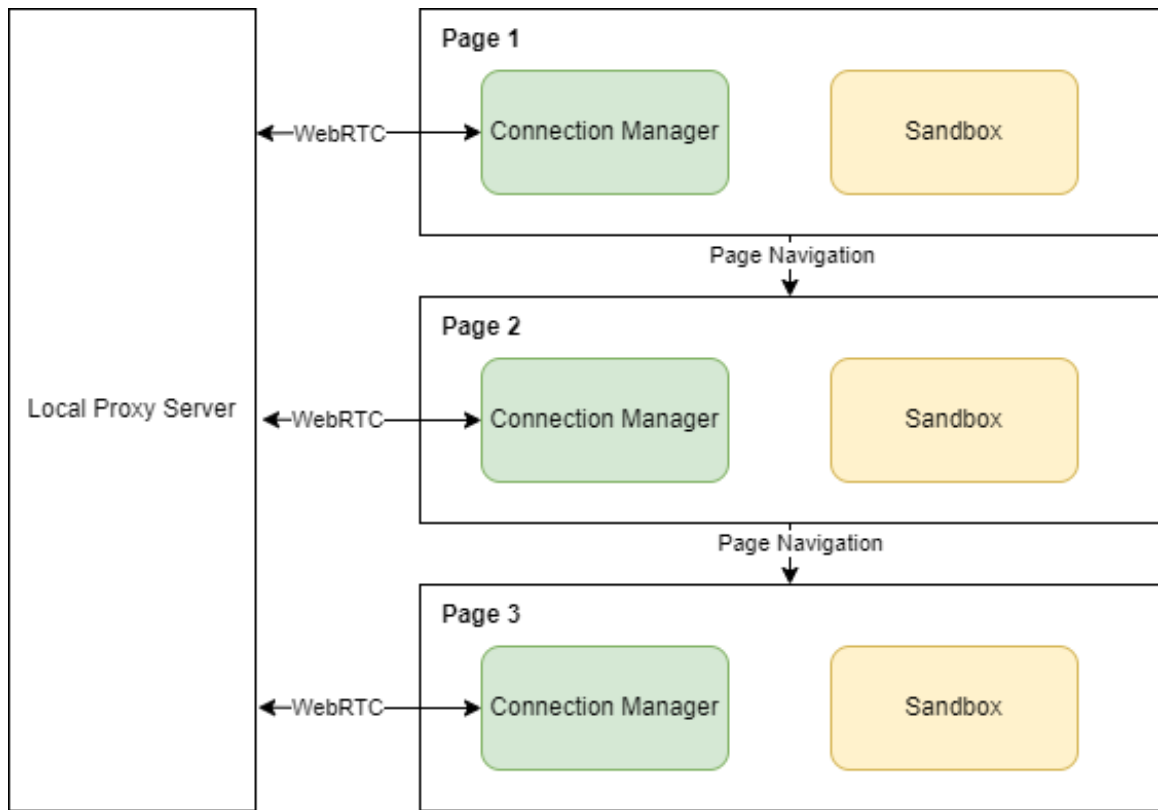 Page 1
WebRTC
Connection Manager
Sandbox
Page Navigation
Page 2
Local Proxy Server
WebRTC
Connection Manager
Sandbox
Page Navigation
Page 3
WebRTC
Connection Manager
Sandbox